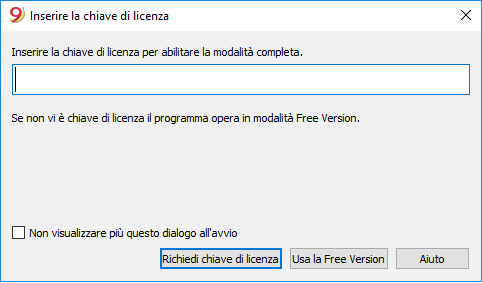 9 Inserire la chiave di licenza
Inserire la chiave di licenza per abilitare la modalità completa.
Se non vi è chiave di licenza il programma opera in modalità Free Version.
Non visualizzare più questo dialogo all'avvio
Richiedi chiave di licenza Usa la Free Version Aiuto